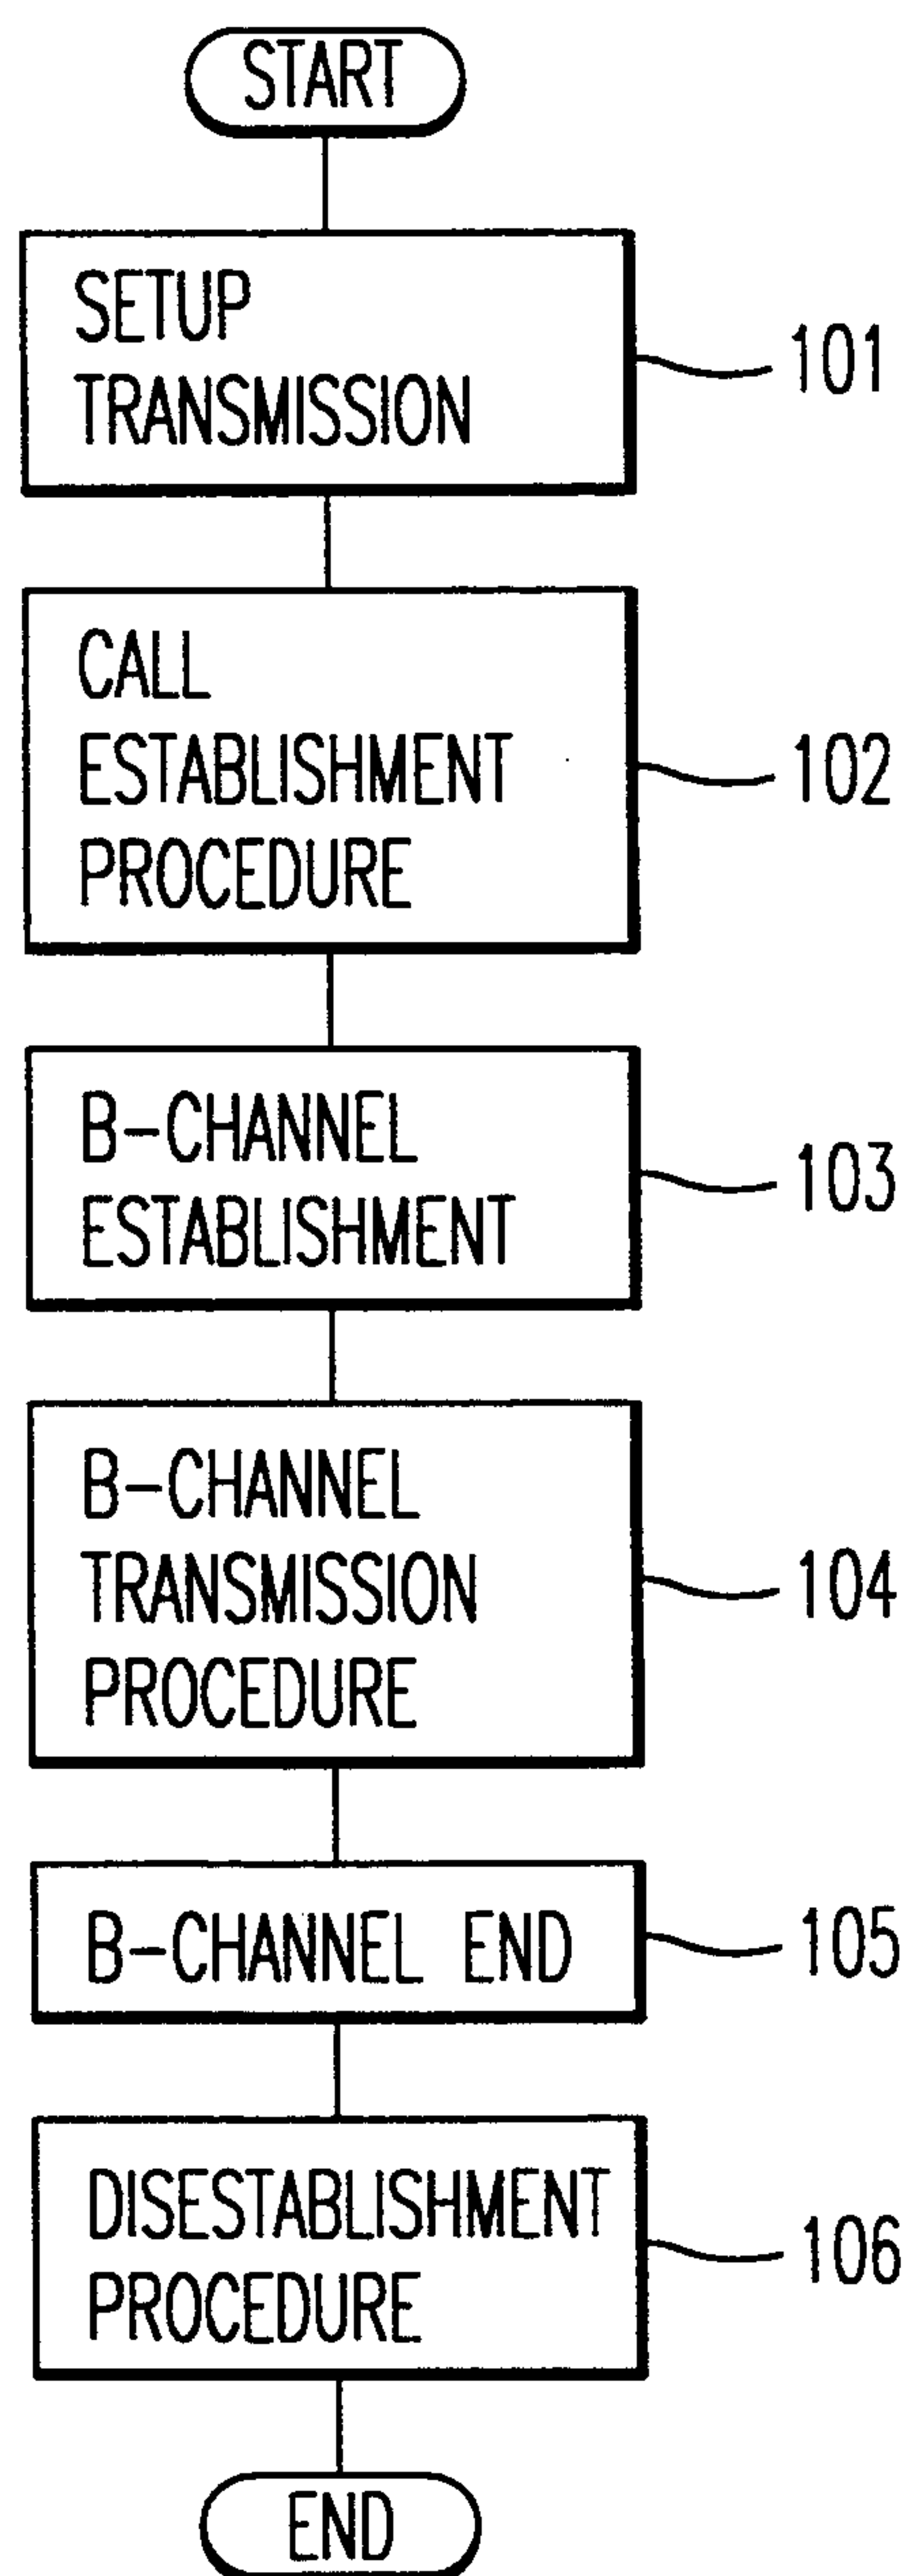 START
SETUP
TRANSMISSION
101
CALL
ESTABLISHMENT
PROCEDURE
102
B-CHANNEL
ESTABLISHMENT
103
B-CHANNEL
TRANSMISSION
PROCEDURE
104
B-CHANNEL END
105
DISESTABLISHMENT
PROCEDURE
106
END